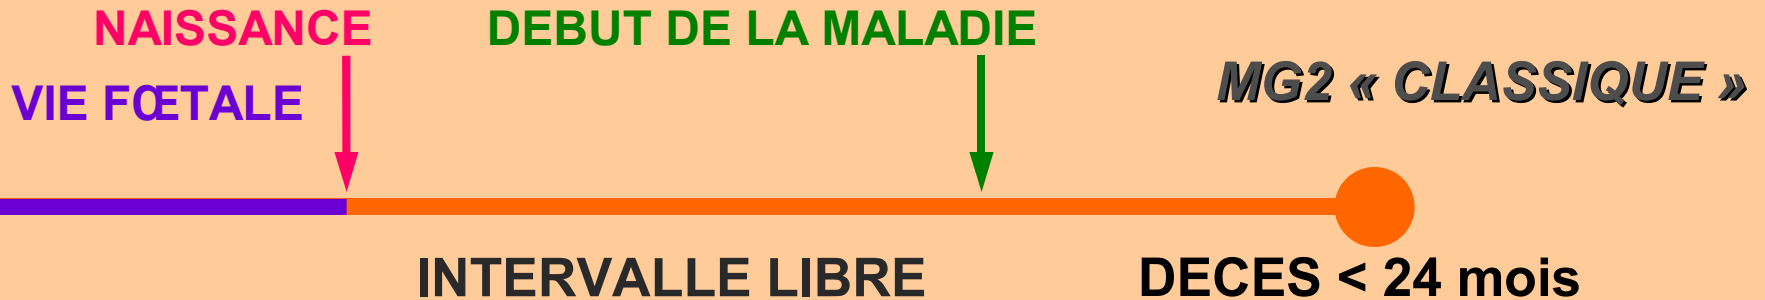 NAISSANCE
DEBUT DE LA MALADIE
MG2 « CLASSIQUE »
VIE FŒTALE
INTERVALLE LIBRE
DECES < 24 mois